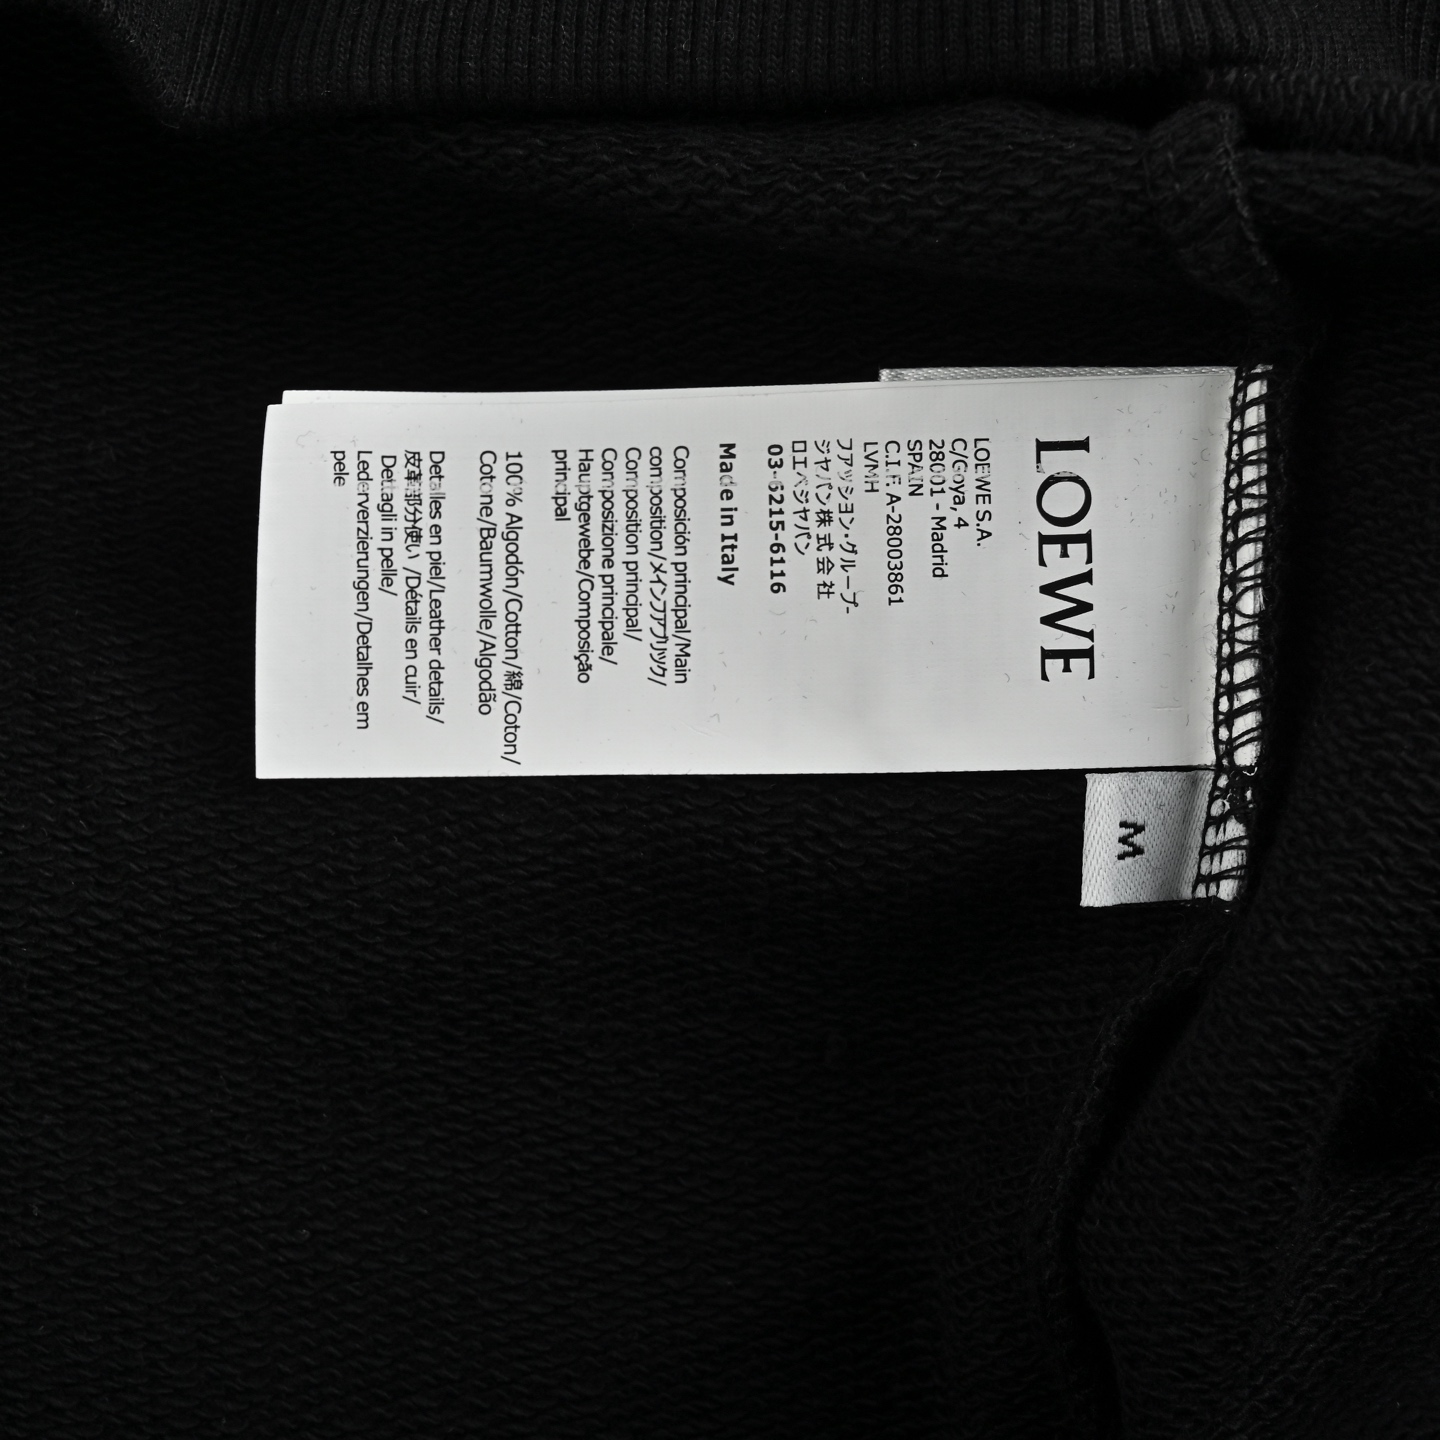 LOEWE
LOEWE S.A.
C/Goya, 4
28001 - Madrid
SPAIN
C.I.F. A-28003861
LVMH
ファッション・グループ-
ジャパン株式会社
ロエベジャパン
03-6215-6116
Made in Italy
Composición principal/Main
composition/メインファブリック/
Composition principal/
Composizione principale/
Hauptgewebe/Composição
principal
100% Algodón/Cotton/綿/Coton/
Cotone/Baumwolle/Algodão
Detalles en piel/Leather details/
皮革部分使い/Détails en cuir/
Dettagli in pelle/
Lederverzierungen/Detalhes em
pele
M